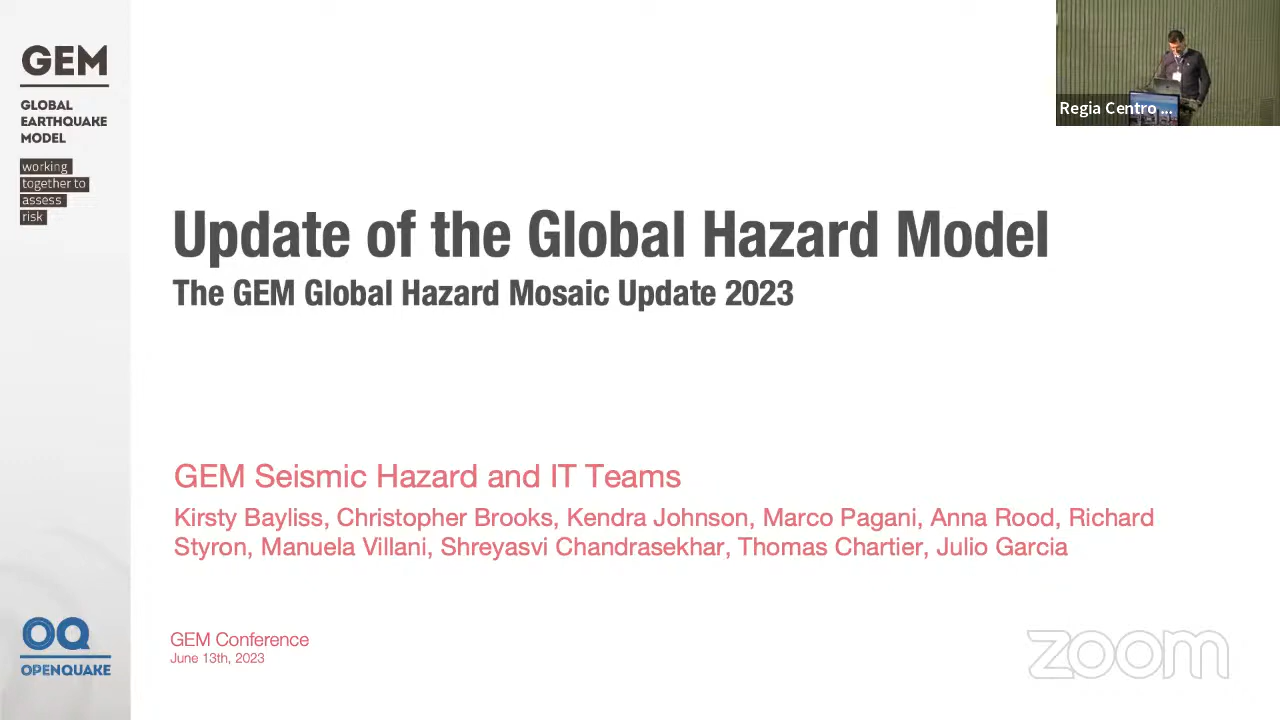 GEM
GLOBAL
EARTHQUAKE
MODEL
working
together to
assess
risk
Regia Centro ...
Update of the Global Hazard Model
The GEM Global Hazard Mosaic Update 2023
GEM Seismic Hazard and IT Teams
Kirsty Bayliss, Christopher Brooks, Kendra Johnson, Marco Pagani, Anna Rood, Richard
Styron, Manuela Villani, Shreyasvi Chandrasekhar, Thomas Chartier, Julio Garcia
GEM Conference
June 13th, 2023
OQ
OPENQUAKE
zoom